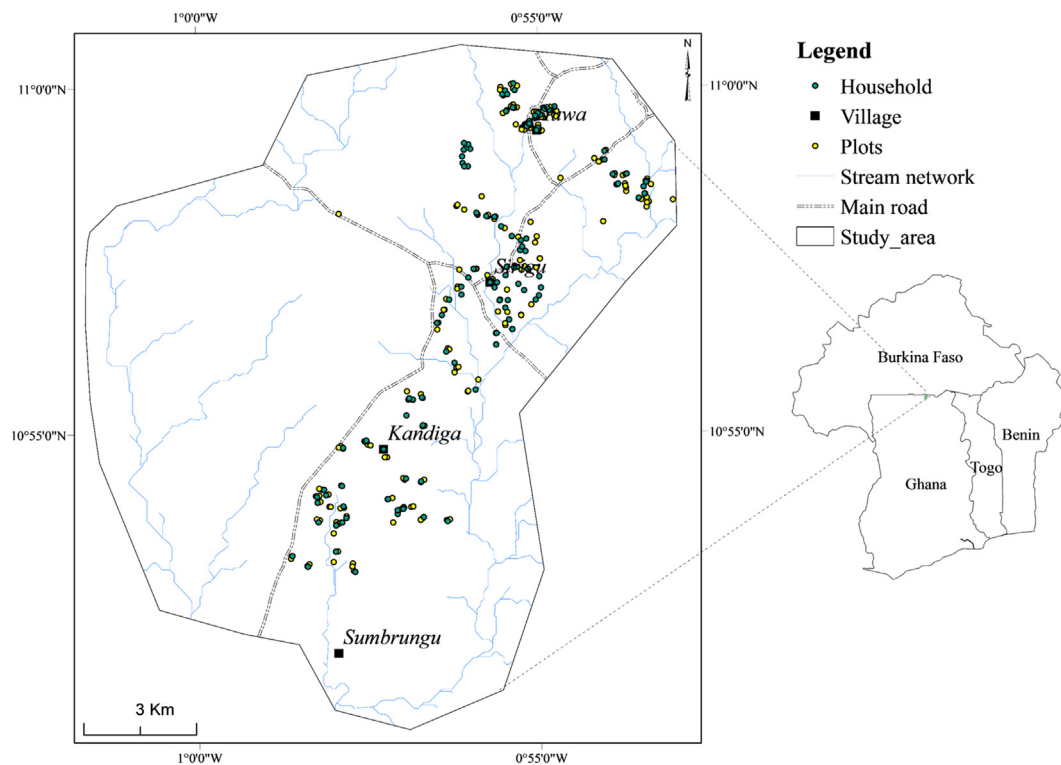 1°0'0"W
0°55'0"W
N
11°0'0"N
11°0'0"N
Legend
Household
Village
Plots
Stream network
Main road
Study_area
Sirigu
Burkina Faso
10°55'0"N
10°55'0"N
Kandiga
Benin
Togo
Ghana
Sumbrungu
3 Km
1°0'0"W
0°55'0"W